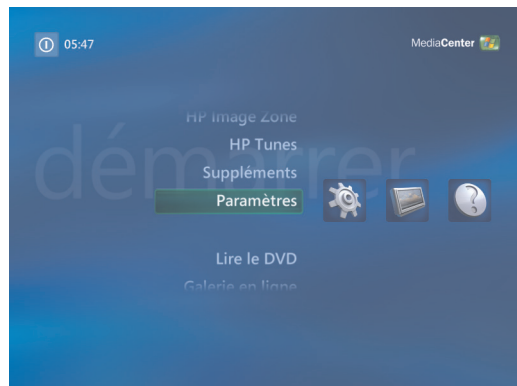 05:47
MediaCenter
démarrer
HP Image Zone
HP Tunes
Suppléments
Paramètres
Lire le DVD
Galerie en ligne